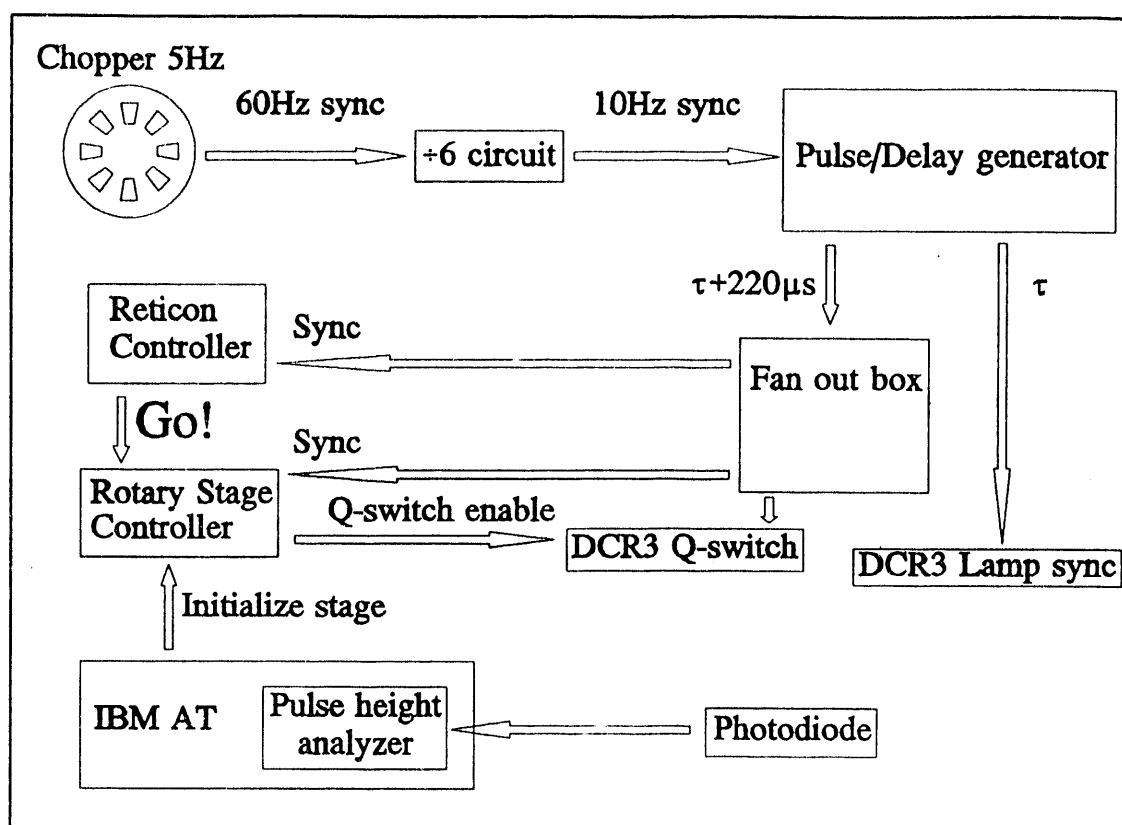 Chopper 5Hz
60Hz sync
÷6 circuit
10Hz sync
Pulse/Delay generator
τ+220μs
τ
Reticon
Controller
Sync
Fan out box
Go!
Sync
Rotary Stage
Controller
Q-switch enable
DCR3 Q-switch
DCR3 Lamp sync
Initialize stage
IBM AT
Pulse height
analyzer
Photodiode